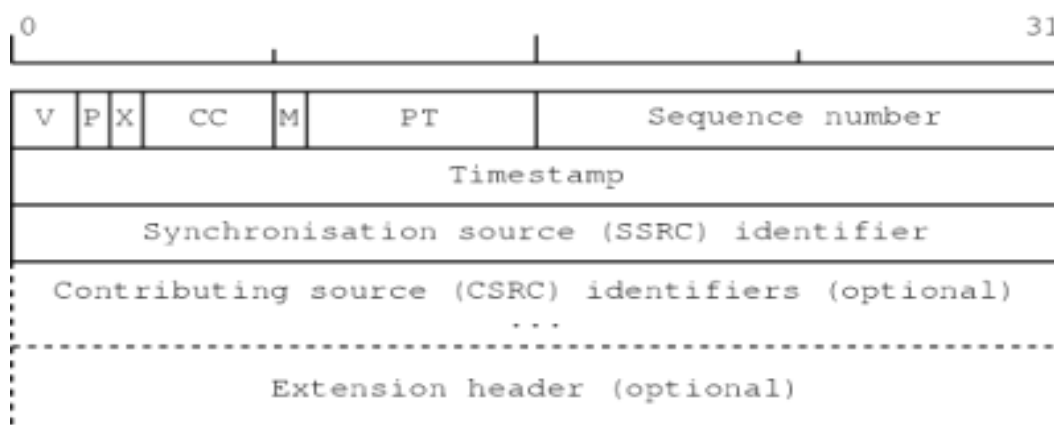 0 31
V P X CC M PT Sequence number
Timestamp
Synchronisation source (SSRC) identifier
Contributing source (CSRC) identifiers (optional)
...
Extension header (optional)